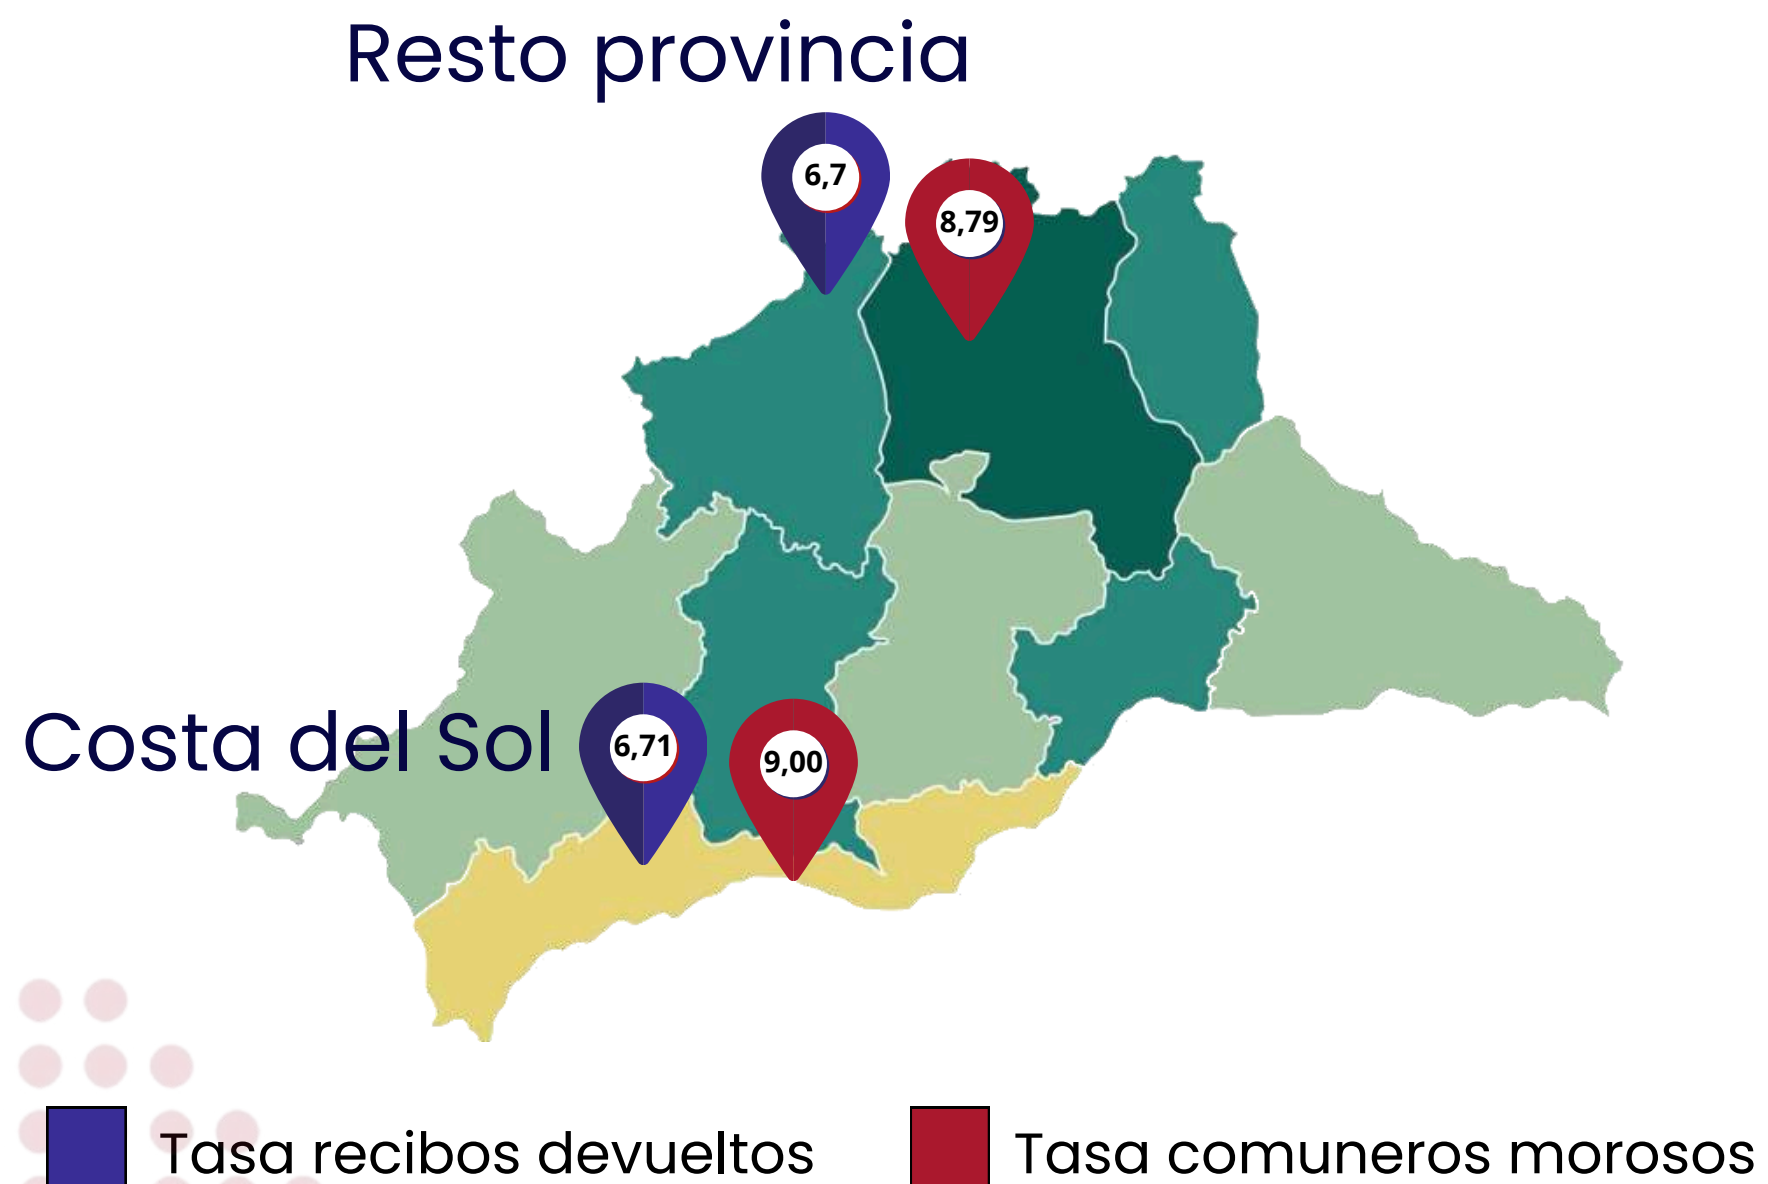 Resto provincia
6,7
8,79
Costa del Sol
6,71
9,00
Tasa recibos devueltos
Tasa comuneros morosos